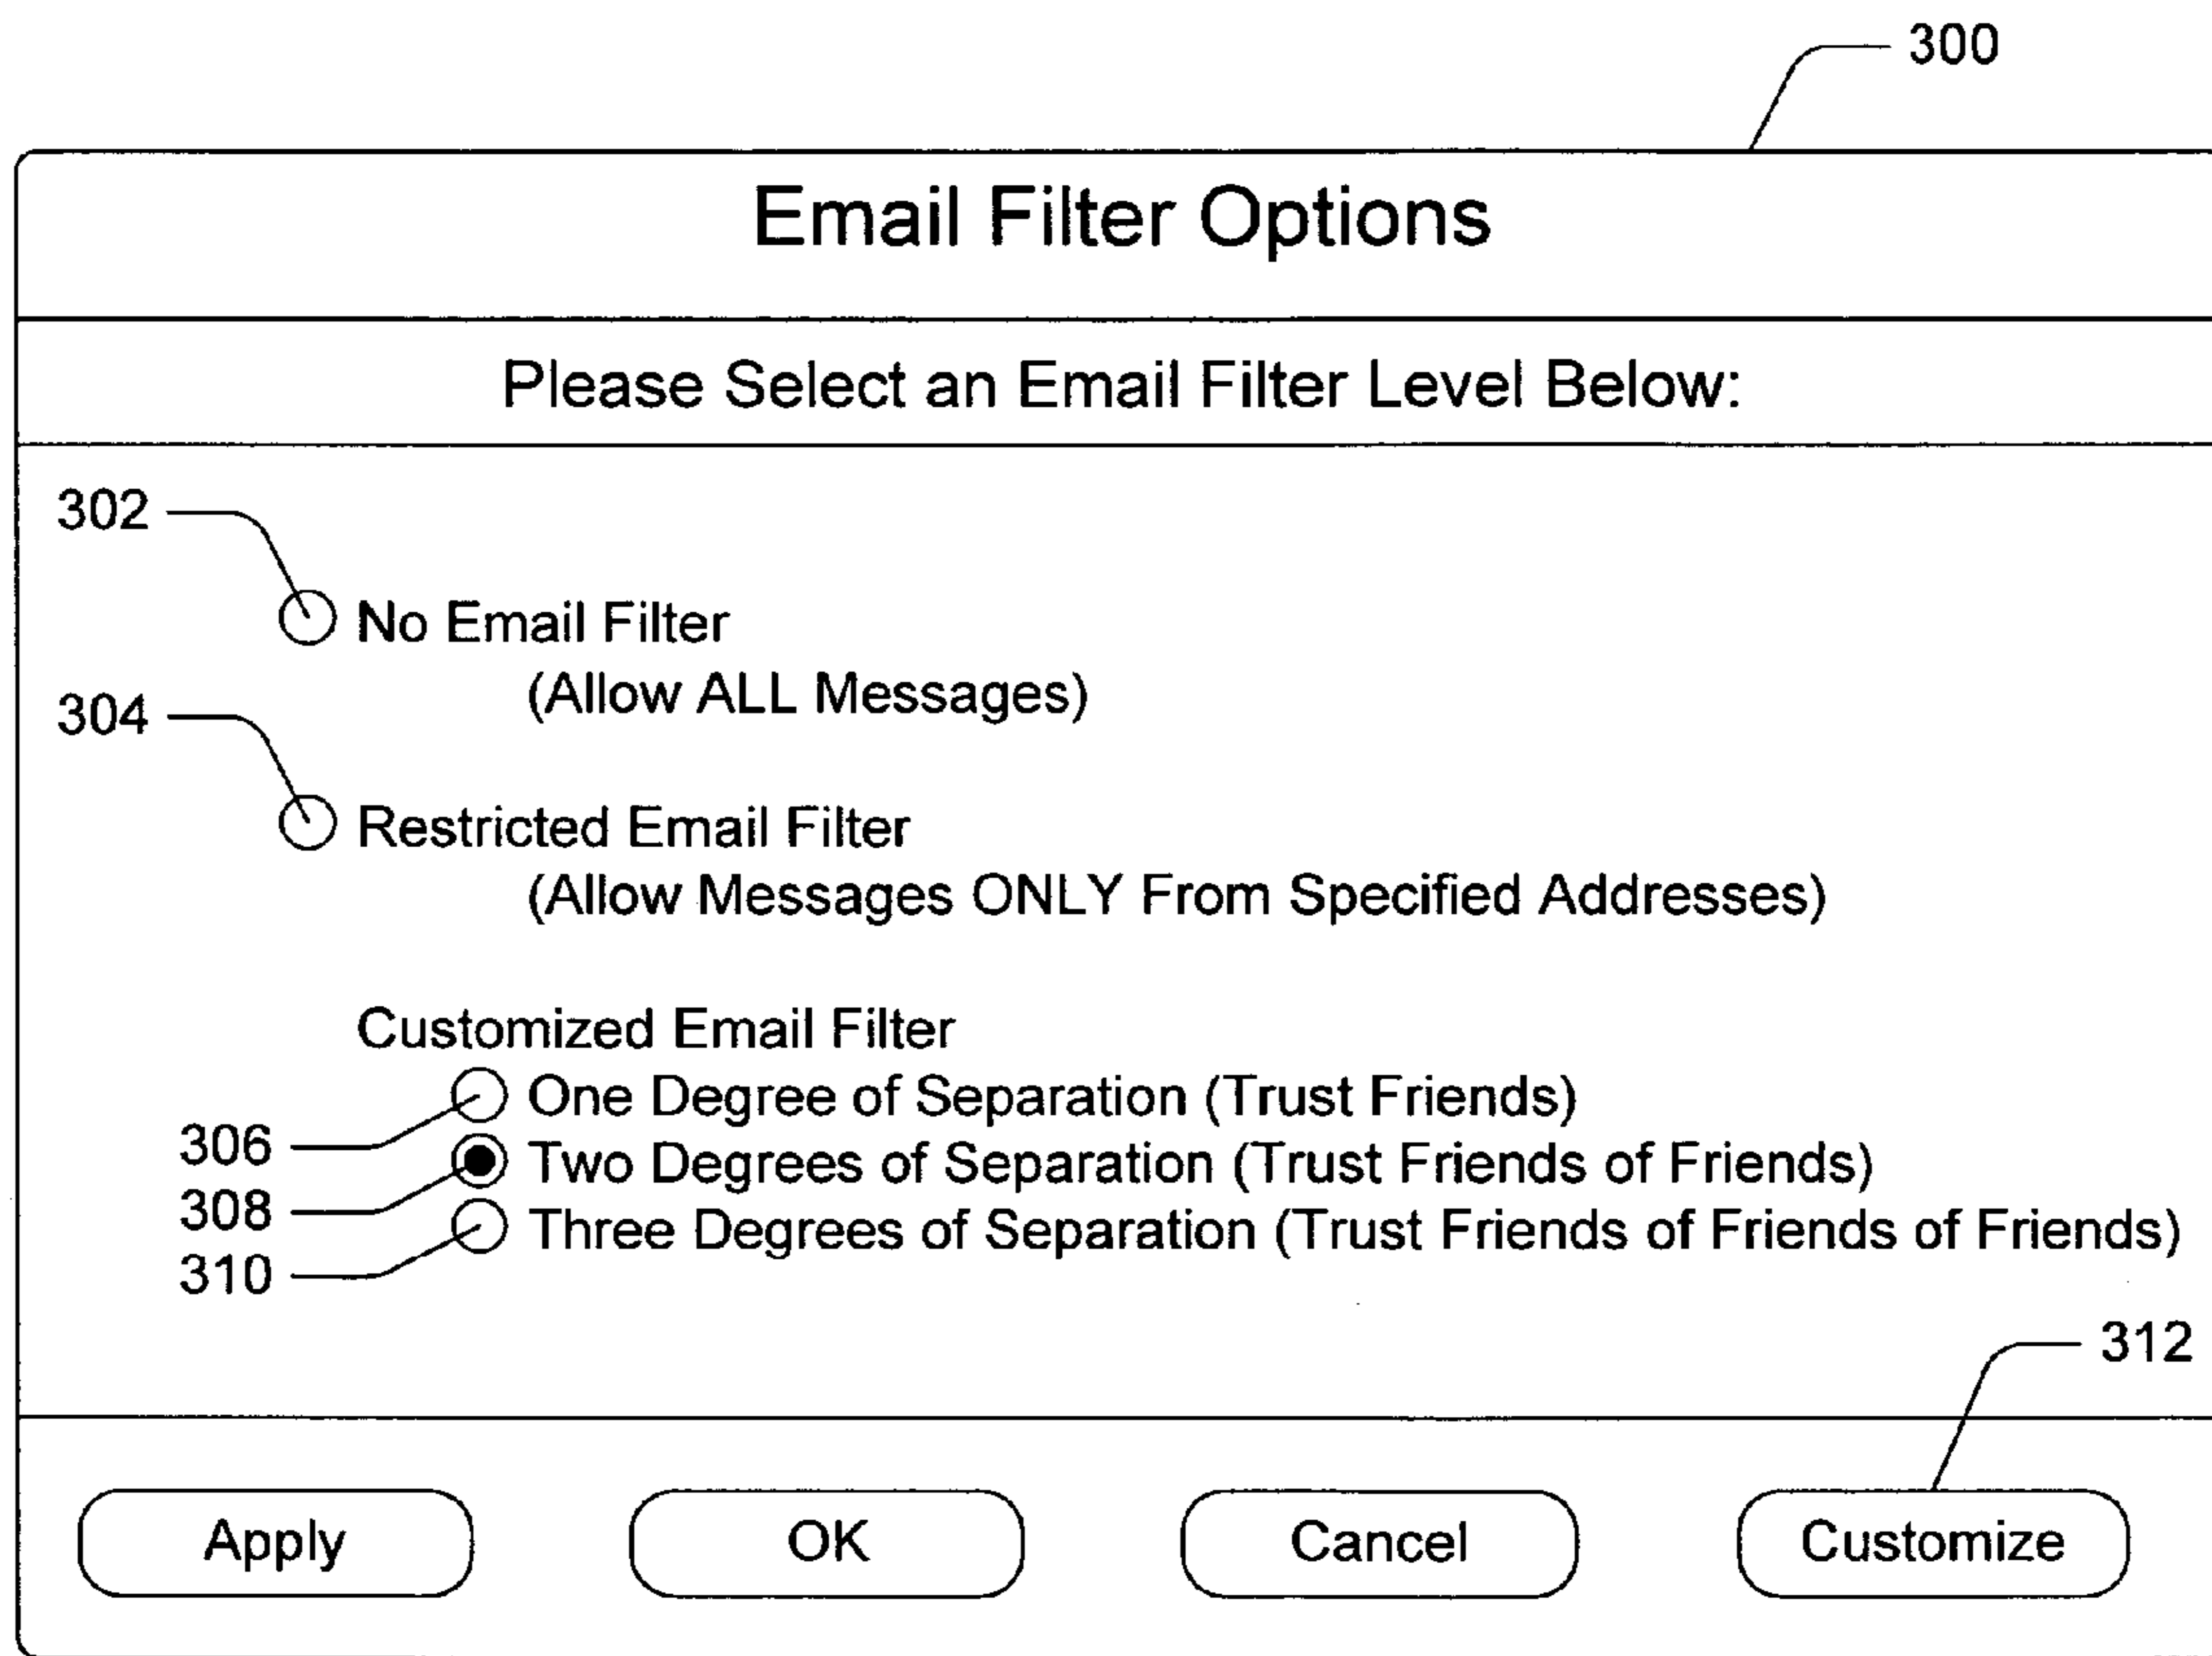 300
Email Filter Options
Please Select an Email Filter Level Below:
302
No Email Filter
(Allow ALL Messages)
304
Restricted Email Filter
(Allow Messages ONLY From Specified Addresses)
Customized Email Filter
One Degree of Separation (Trust Friends)
306
Two Degrees of Separation (Trust Friends of Friends)
308
Three Degrees of Separation (Trust Friends of Friends of Friends)
310
312
Apply
OK
Cancel
Customize